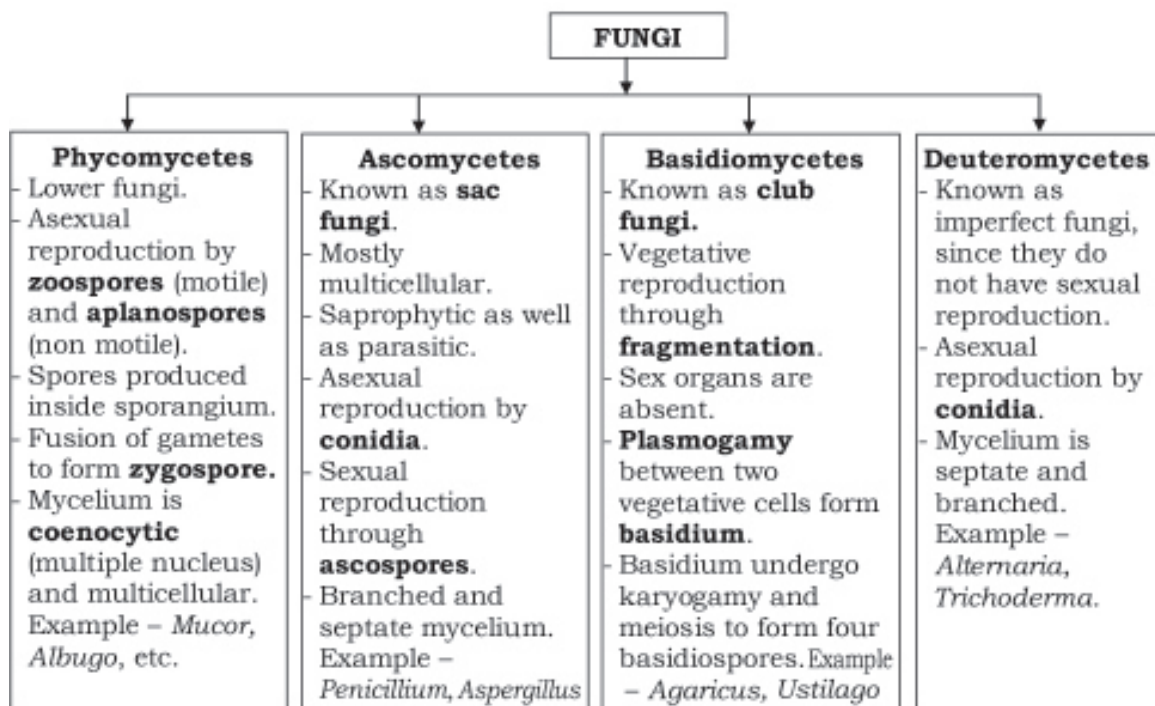 FUNGI
Phycomycetes
- Lower fungi.
- Asexual
reproduction by
zoospores (motile)
and aplanospores
(non motile).
- Spores produced
inside sporangium.
- Fusion of gametes
to form zygospore.
- Mycelium is
coenocytic
(multiple nucleus)
and multicellular.
Example – Mucor,
Albugo, etc.
Ascomycetes
- Known as sac
fungi.
- Mostly
multicellular.
- Saprophytic as well
as parasitic.
- Asexual
reproduction by
conidia.
- Sexual
reproduction
through
ascospores.
- Branched and
septate mycelium.
Example –
Penicillium, Aspergillus
Basidiomycetes
- Known as club
fungi.
- Vegetative
reproduction
through
fragmentation.
- Sex organs are
absent.
- Plasmogamy
between two
vegetative cells form
basidium.
- Basidium undergo
karyogamy and
meiosis to form four
basidiospores. Example
– Agaricus, Ustilago
Deuteromycetes
- Known as
imperfect fungi,
since they do
not have sexual
reproduction.
- Asexual
reproduction by
conidia.
- Mycelium is
septate and
branched.
Example –
Alternaria,
Trichoderma.